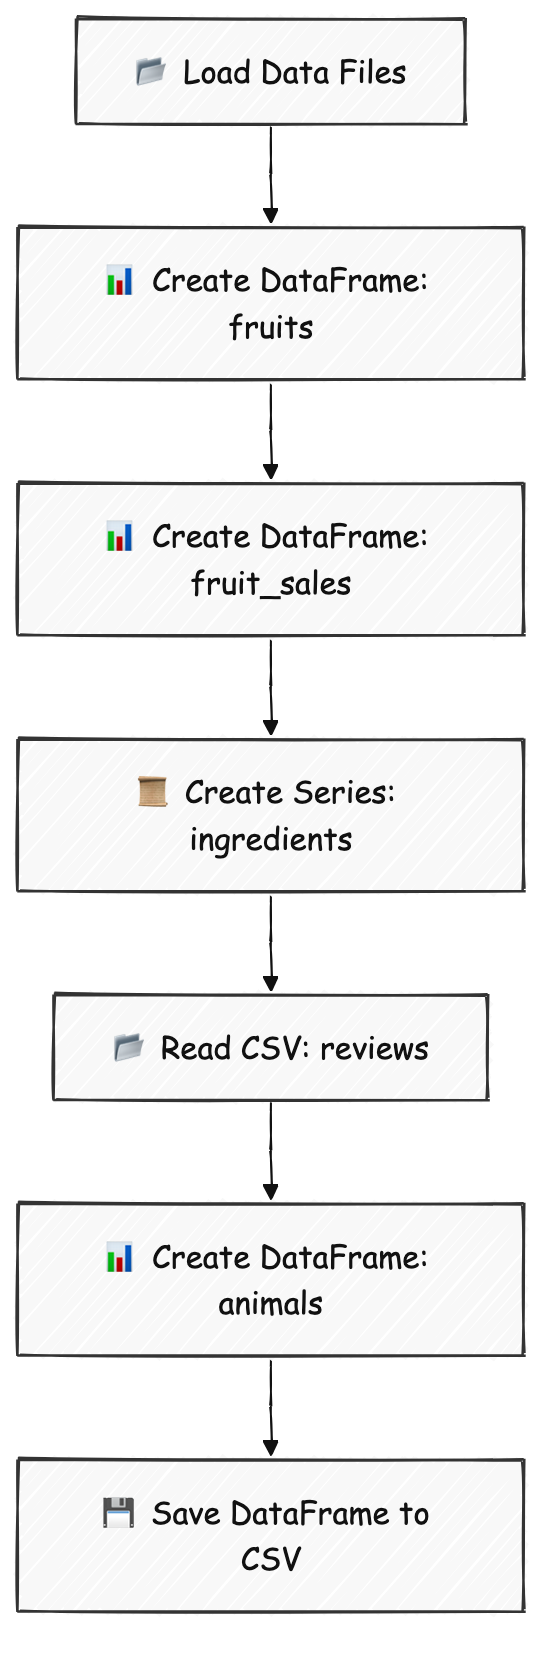 📂 Load Data Files
📊 Create DataFrame:
fruits
📊 Create DataFrame:
fruit_sales
📜 Create Series:
ingredients
📂 Read CSV: reviews
📊 Create DataFrame:
animals
💾 Save DataFrame to
CSV